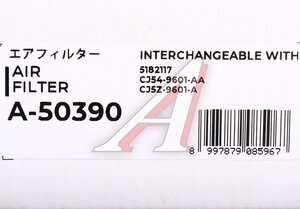 エアフィルター
AIR
FILTER
A-50390
INTERCHANGEABLE WITH
5182117
CJ54-9601-AA
CJ5Z-9601-A
8 997879 085967